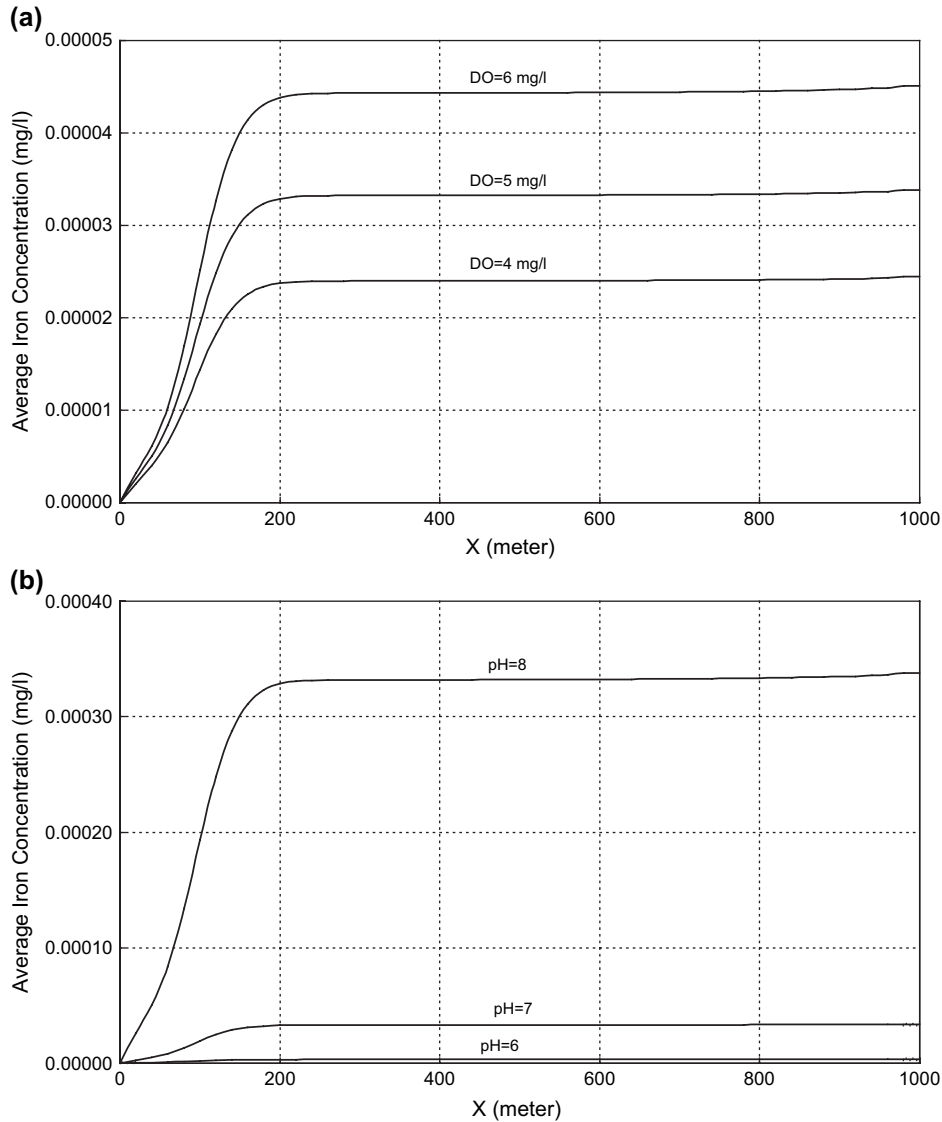 (a)
0.00005
DO=6 mg/l
0.00004
DO=5 mg/l
0.00003
DO=4 mg/l
0.00002
0.00001
0.00000
Average Iron Concentration (mg/l)
0 200 400 600 800 1000
X (meter)
(b)
0.00040
pH=8
0.00030
0.00020
0.00010
pH=7
pH=6
0.00000
Average Iron Concentration (mg/l)
0 200 400 600 800 1000
X (meter)